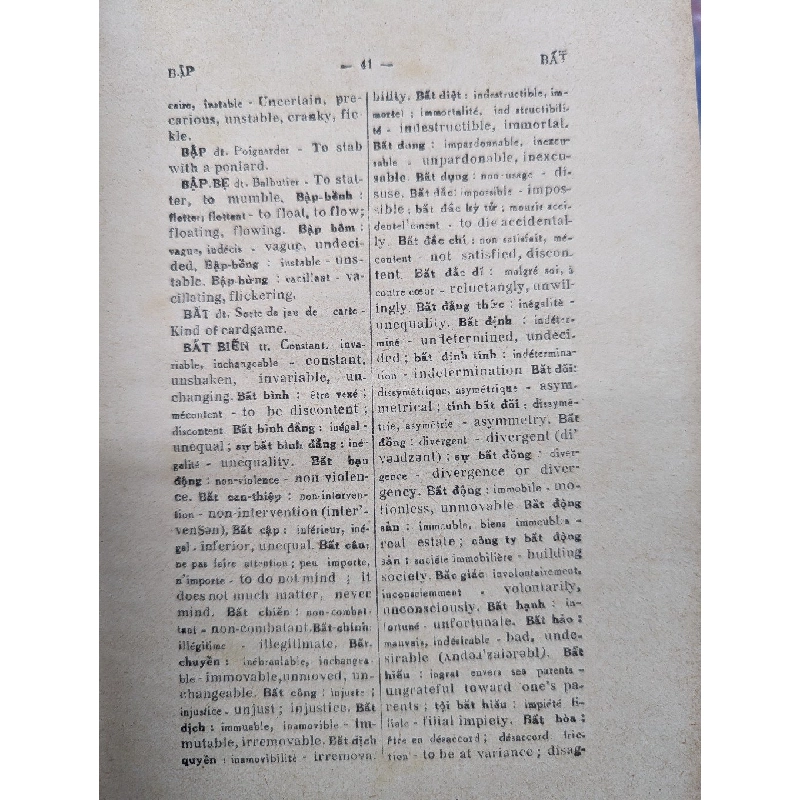 BẬP
— 41 —
BẤT
caire, instable - Uncertain, pre-
carious, unstable, cranky, fic-
kle.
BẬP dt. Poignarder - To stab
with a poniard.
BẬP BẸ dt. Balbutier - To stat-
ter, to mumble. Bập-bềnh :
flotter, flottant - to float, to flow;
floating, flowing. Bập bõm :
vague, indécis - vague, undeci-
ded. Bập-bồng : instable - uns-
table. Bập-bừng : vacillant - va-
cillating, flickering.
BẤT dt. Sorte de jeu de carte -
Kind of cardgame.
BẤT BIẾN tt. Constant, inva-
riable, inchangeable - constant,
unshaken, invariable, un-
changing. Bất bình : être vexé ;
mécontent - to be discontent ;
discontent Bất bình đẳng : inégal -
unequal ; sự bất bình đẳng : iné-
galité - unequality. Bất bạo
động : non-violence - non violen-
ce. Bất can-thiệp : non-interven-
tion - non-intervention (inter'-
venSən). Bất cập : inférieur, iné-
gal - inferior, unequal. Bất cần:
ne pas faire attention ; peu importe,
n'importe - to do not mind ; it
does not much matter, never
mind. Bất chiến : non-combat-
tant - non-combatant. Bất-chính
illégitime - illegitimate. Bất-
chuyển : inébranlable, inchangea-
ble - immovable, unmoved, un-
changeable. Bất công : injuste ;
injustice - unjust ; injustice. Bất
dịch : immuable, inamovible - im-
mutable, irremovable. Bất dịch
quyền : inamovibilité - irremova-
bility. Bất diệt : indestructible, im-
mortel ; immortalité, indestructibili-
té - indestructible, immortal.
Bất dung : impardonnable, inexcu-
sable - unpardonable, inexcu-
sable. Bất dụng : non-usage - di-
suse. Bất đắc: impossible - impos-
sible ; bất đắc kỳ tử : mourir acci-
dentel'ement - to die accidental-
ly. Bất đắc chí : non satisfait, mé-
content - not satisfied, discon-
tent. Bất đắc dĩ : malgré soi, à
contre cœur - reluctangly, unwil-
ingly. Bất đẳng thức : inégalité -
unequality. Bất định : indéter-
miné - undetermined, undeci-
ded ; bất định tính : indétermina-
tion - indetermination Bất đối:
dissymétrique, asymétrique - asym-
metrical ; tính bất đối : dissymé-
trie, asymétrie - asymmetry. Bất
đồng : divergent - divergent (di'
vəədzənt) ; sự bất đồng : diver-
gence - divergence or diver-
gency. Bất động : immobile - mo-
tionless, unmovable Bất động
sản : immeuble, biens immeubles -
real estate ; công ty bất động
sản : société immobilière - building
society. Bất giác involontairement,
inconsciemment - voluntarily,
unconsciously. Bất hạnh : in-
fortuné - unfortunale. Bất hảo :
mauvais, indésirable - bad, unde-
sirable Bất
hiếu : ingrat envers ses parents -
ungrateful toward one's pa-
rents ; tội bất hiếu : impiété fi-
liale - filial impiety. Bất hòa :
être en désaccord ; désaccord fric-
tion - to be at variance ; disag-